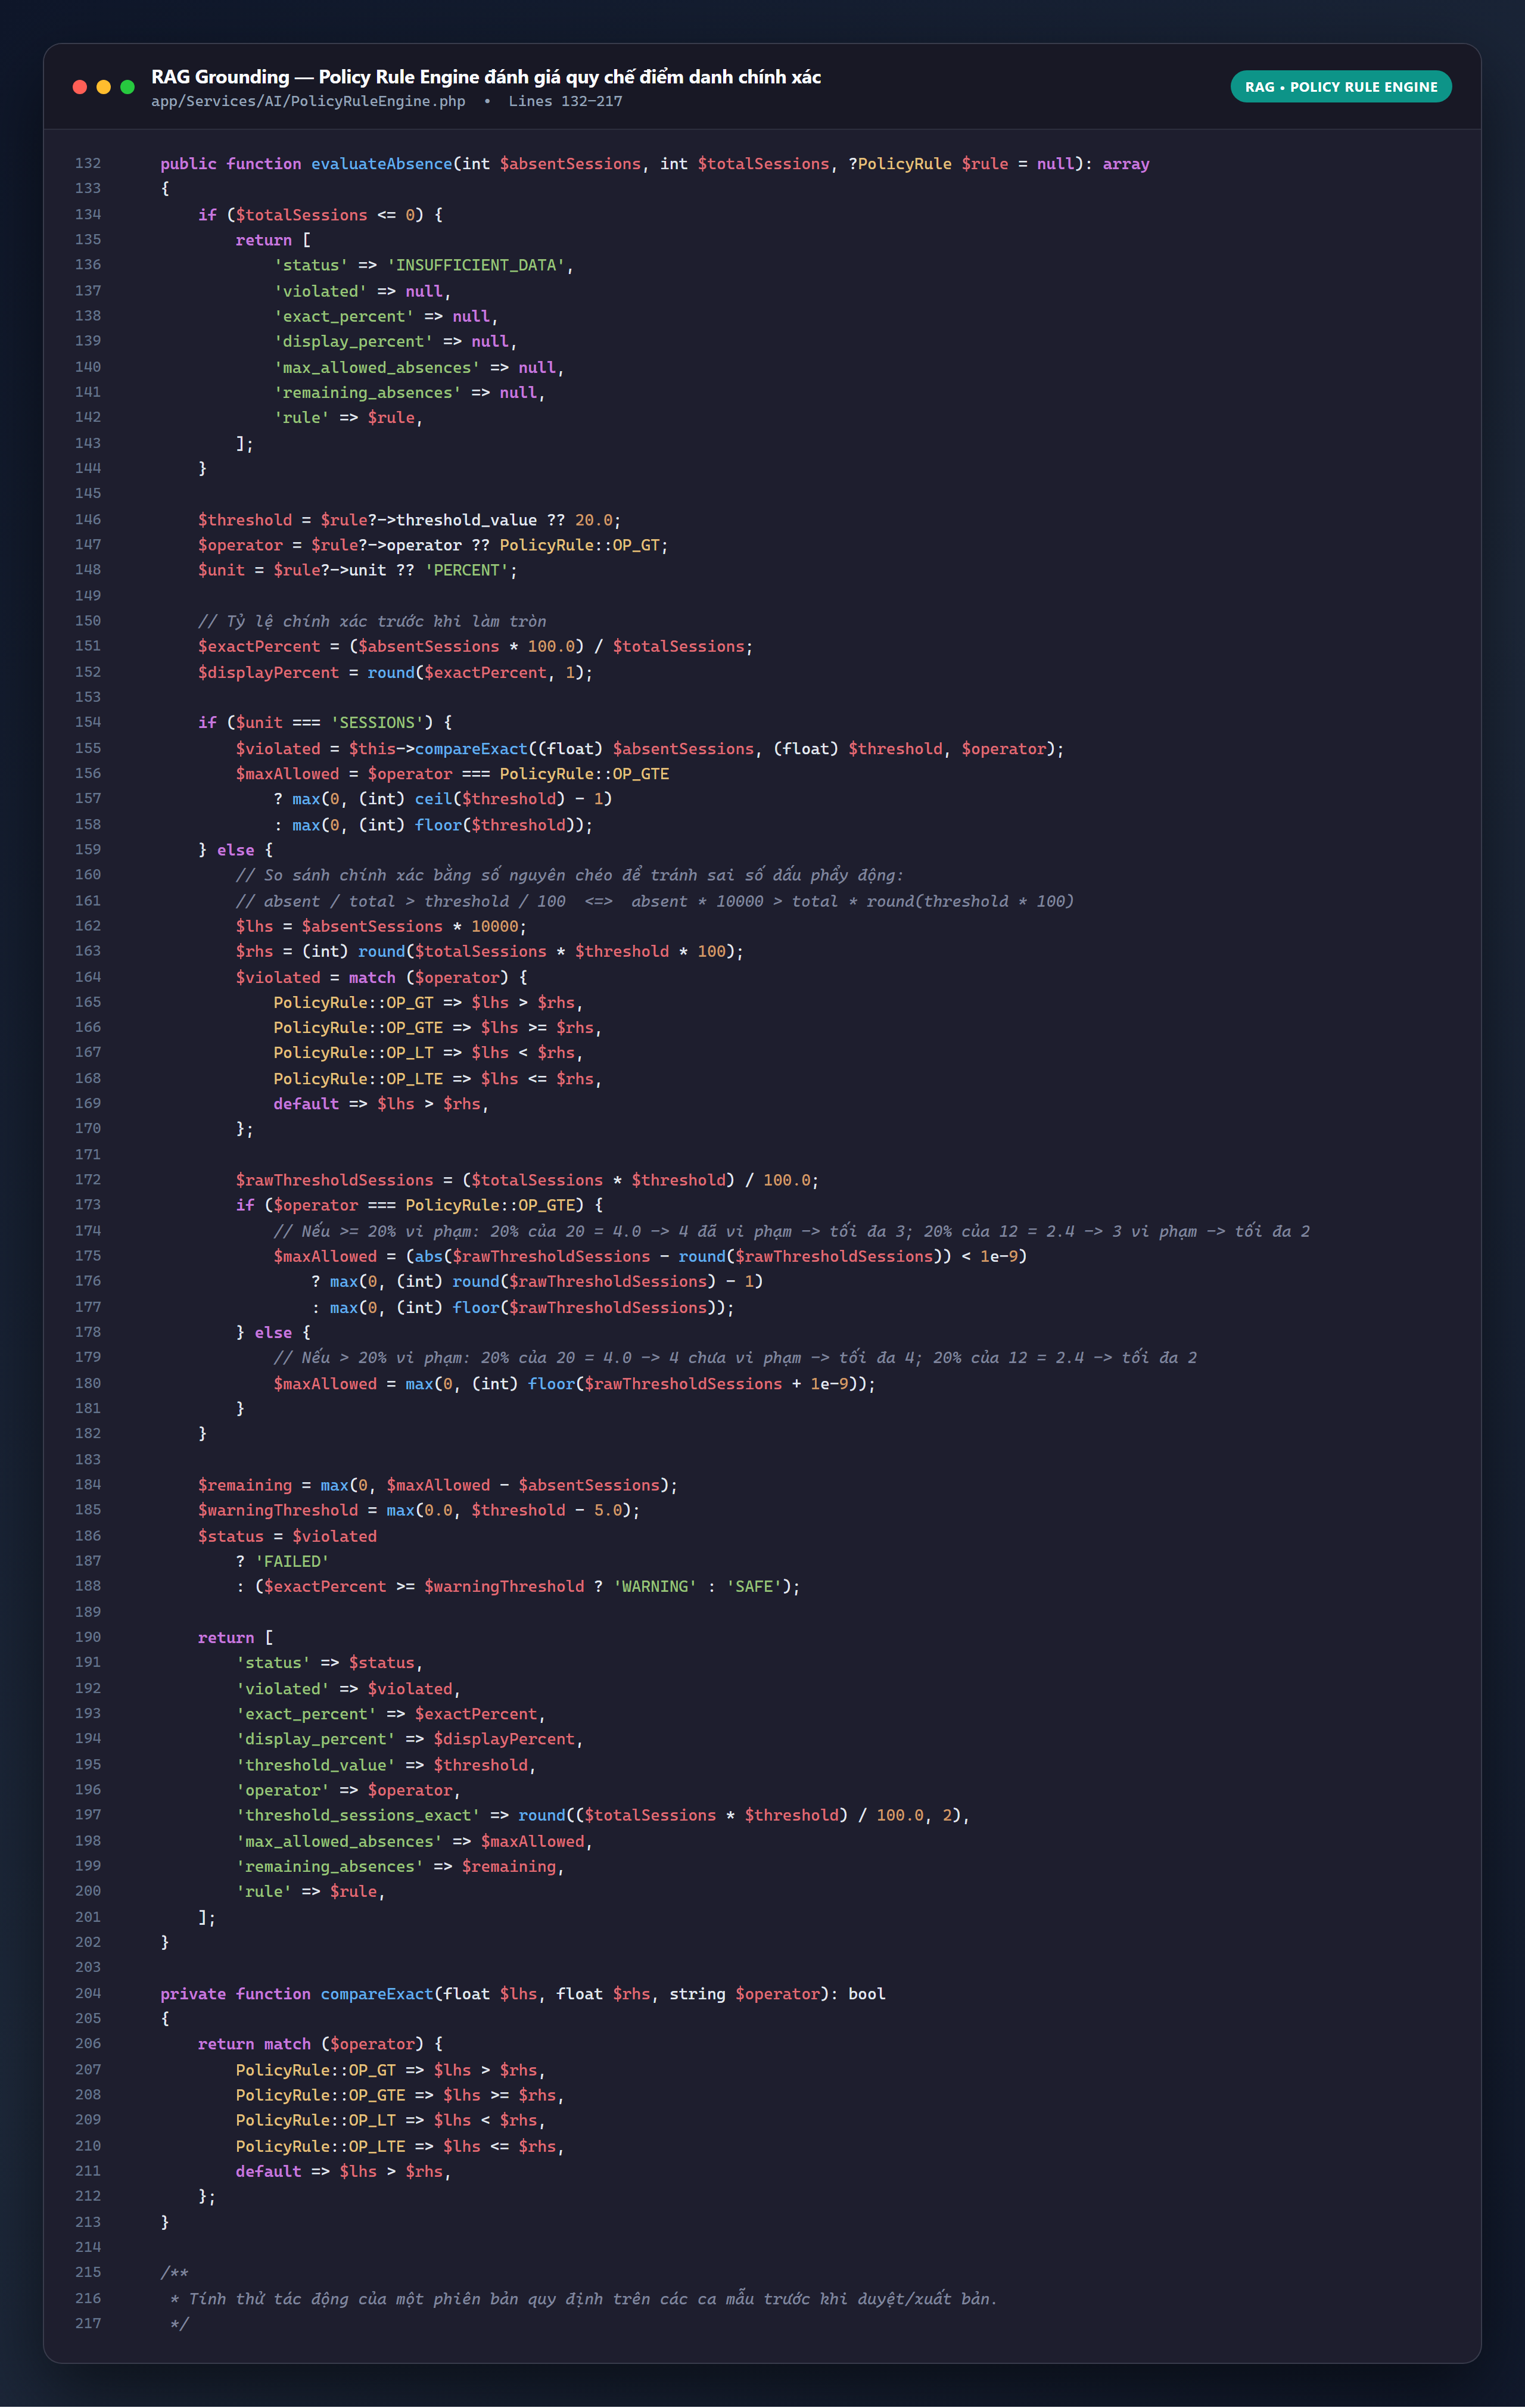 RAG Grounding — Policy Rule Engine đánh giá quy chế điểm danh chính xác
app/Services/AI/PolicyRuleEngine.php • Lines 132–217
RAG • POLICY RULE ENGINE
132 public function evaluateAbsence(int $absentSessions, int $totalSessions, ?PolicyRule $rule = null): array
133 {
134 if ($totalSessions <= 0) {
135 return [
136 'status' => 'INSUFFICIENT_DATA',
137 'violated' => null,
138 'exact_percent' => null,
139 'display_percent' => null,
140 'max_allowed_absences' => null,
141 'remaining_absences' => null,
142 'rule' => $rule,
143 ];
144 }
145
146 $threshold = $rule?->threshold_value ?? 20.0;
147 $operator = $rule?->operator ?? PolicyRule::OP_GT;
148 $unit = $rule?->unit ?? 'PERCENT';
149
150 // Tỷ lệ chính xác trước khi làm tròn
151 $exactPercent = ($absentSessions * 100.0) / $totalSessions;
152 $displayPercent = round($exactPercent, 1);
153
154 if ($unit === 'SESSIONS') {
155 $violated = $this->compareExact((float) $absentSessions, (float) $threshold, $operator);
156 $maxAllowed = $operator === PolicyRule::OP_GTE
157 ? max(0, (int) ceil($threshold) - 1)
158 : max(0, (int) floor($threshold));
159 } else {
160 // So sánh chính xác bằng số nguyên chéo để tránh sai số dấu phẩy động:
161 // absent / total > threshold / 100 <=> absent * 10000 > total * round(threshold * 100)
162 $lhs = $absentSessions * 10000;
163 $rhs = (int) round($totalSessions * $threshold * 100);
164 $violated = match ($operator) {
165 PolicyRule::OP_GT => $lhs > $rhs,
166 PolicyRule::OP_GTE => $lhs >= $rhs,
167 PolicyRule::OP_LT => $lhs < $rhs,
168 PolicyRule::OP_LTE => $lhs <= $rhs,
169 default => $lhs > $rhs,
170 };
171
172 $rawThresholdSessions = ($totalSessions * $threshold) / 100.0;
173 if ($operator === PolicyRule::OP_GTE) {
174 // Nếu >= 20% vi phạm: 20% của 20 = 4.0 -> 4 đã vi phạm -> tối đa 3; 20% của 12 = 2.4 -> 3 vi phạm -> tối đa 2
175 $maxAllowed = (abs($rawThresholdSessions - round($rawThresholdSessions)) < 1e-9)
176 ? max(0, (int) round($rawThresholdSessions) - 1)
177 : max(0, (int) floor($rawThresholdSessions));
178 } else {
179 // Nếu > 20% vi phạm: 20% của 20 = 4.0 -> 4 chưa vi phạm -> tối đa 4; 20% của 12 = 2.4 -> tối đa 2
180 $maxAllowed = max(0, (int) floor($rawThresholdSessions + 1e-9));
181 }
182 }
183
184 $remaining = max(0, $maxAllowed - $absentSessions);
185 $warningThreshold = max(0.0, $threshold - 5.0);
186 $status = $violated
187 ? 'FAILED'
188 : ($exactPercent >= $warningThreshold ? 'WARNING' : 'SAFE');
189
190 return [
191 'status' => $status,
192 'violated' => $violated,
193 'exact_percent' => $exactPercent,
194 'display_percent' => $displayPercent,
195 'threshold_value' => $threshold,
196 'operator' => $operator,
197 'threshold_sessions_exact' => round(($totalSessions * $threshold) / 100.0, 2),
198 'max_allowed_absences' => $maxAllowed,
199 'remaining_absences' => $remaining,
200 'rule' => $rule,
201 ];
202 }
203
204 private function compareExact(float $lhs, float $rhs, string $operator): bool
205 {
206 return match ($operator) {
207 PolicyRule::OP_GT => $lhs > $rhs,
208 PolicyRule::OP_GTE => $lhs >= $rhs,
209 PolicyRule::OP_LT => $lhs < $rhs,
210 PolicyRule::OP_LTE => $lhs <= $rhs,
211 default => $lhs > $rhs,
212 };
213 }
214
215 /**
216 * Tính thử tác động của một phiên bản quy định trên các ca mẫu trước khi duyệt/xuất bản.
217 */